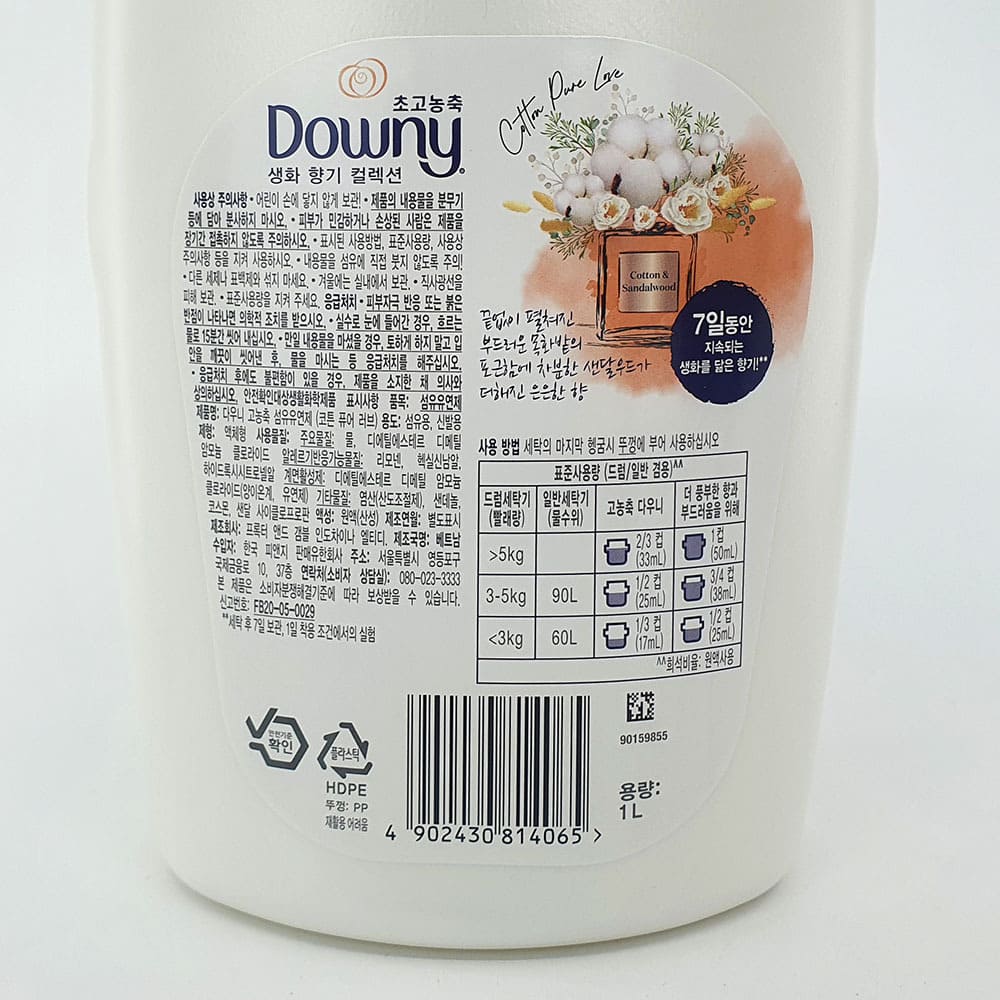 초고농축
Downy
생화 향기 컬렉션
사용상 주의사항 • 어린이 손에 닿지 않게 보관! • 제품의 내용물을 분무기
등에 담아 분사하지 마시오. • 피부가 민감하거나 손상된 사람은 제품을
장기간 접촉하지 않도록 주의하시오. • 표시된 사용방법, 표준사용량, 사용상
주의사항 등을 지켜 사용하시오. • 내용물을 섬유에 직접 붓지 않도록 주의!
• 다른 세제나 표백제와 섞지 마세요. • 겨울에는 실내에서 보관. • 직사광선을
피해 보관. • 표준사용량을 지켜 주세요. 응급처치 • 피부자극 반응 또는 붉은
반점이 나타나면 의학적 조치를 받으시오. • 실수로 눈에 들어간 경우, 흐르는
물로 15분간 씻어 내십시오. • 만일 내용물을 마셨을 경우, 토하게 하지 말고 입
안을 깨끗이 씻어낸 후, 물을 마시는 등 응급처치를 해주십시오.
• 응급처치 후에도 불편함이 있을 경우, 제품을 소지한 채 의사와
상의하십시오. 안전확인대상생활화학제품 표시사항 품목: 섬유유연제
제품명: 다우니 고농축 섬유유연제 (코튼 퓨어 러브) 용도: 섬유용, 신발용
제형: 액체형 사용물질: 주요물질: 물, 디에틸에스테르 디메틸
암모늄 클로라이드 알레르기반응가능물질: 리모넨, 헥실신남알,
하이드록시시트로넬알 계면활성제: 디에틸에스테르 디메틸 암모늄
클로라이드(양이온계, 유연제) 기타물질: 염산(산도조절제), 샌데놀,
코스몬, 샌달 사이클로프로판 액성: 원액(산성) 제조연월: 별도표시
제조회사: 프록터 앤드 갬블 인도차이나 엘티디. 제조국명: 베트남
수입자: 한국 피앤지 판매유한회사 주소: 서울특별시 영등포구
국제금융로 10, 37층 연락처(소비자 상담실): 080-023-3333
본 제품은 소비자분쟁해결기준에 따라 보상받을 수 있습니다.
신고번호: FB20-05-0029
**세탁 후 7일 보관, 1일 착용 조건에서의 실험
Cotton Pure Love
Cotton &
Sandalwood
7일동안
지속되는
생화를 닮은 향기!**
끝없이 펼쳐진
부드러운 목화밭의
포근함에 차분한 샌달우드가
더해진 은은한 향
사용 방법 세탁의 마지막 헹굼시 뚜껑에 부어 사용하십시오
표준사용량 (드럼/일반 겸용)^^
드럼세탁기 (빨래량) 일반세탁기 (물수위) 고농축 다우니 더 풍부한 향과 부드러움을 위해
>5kg 2/3 컵 (33mL) 1 컵 (50mL)
3-5kg 90L 1/2 컵 (25mL) 3/4 컵 (38mL)
<3kg 60L 1/3 컵 (17mL) 1/2 컵 (25mL)
^^희석비율: 원액사용
안전기준
확인
플라스틱
HDPE
뚜껑: PP
재활용 어려움
4 902430 814065 >
90159855
용량:
1L